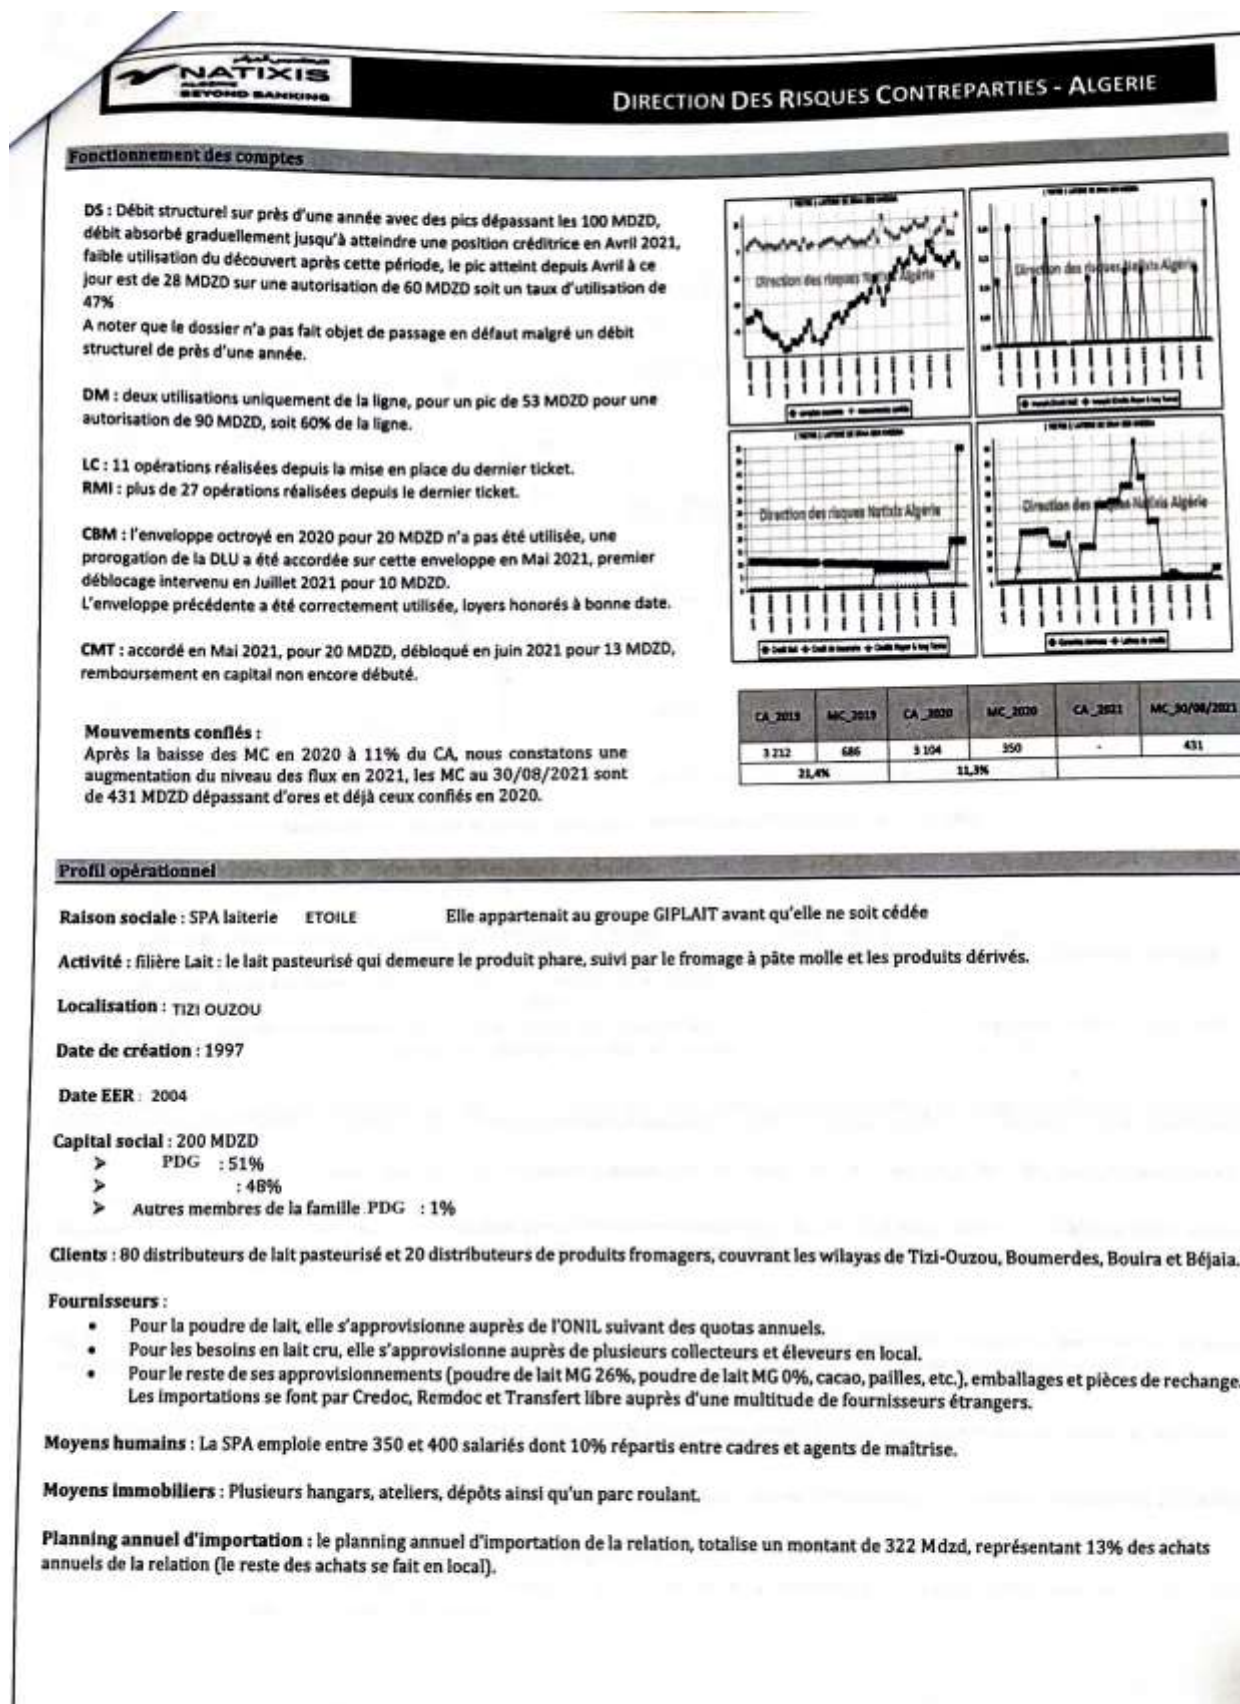 NATIXIS
ALGERIE
BEYOND BANKING
DIRECTION DES RISQUES CONTREPARTIES - ALGERIE
Fonctionnement des comptes
DS : Débit structurel sur près d'une année avec des pics dépassant les 100 MDZD,
débit absorbé graduellement jusqu'à atteindre une position créditrice en Avril 2021,
faible utilisation du découvert après cette période, le pic atteint depuis Avril à ce
jour est de 28 MDZD sur une autorisation de 60 MDZD soit un taux d'utilisation de
47%
A noter que le dossier n'a pas fait objet de passage en défaut malgré un débit
structurel de près d'une année.
DM : deux utilisations uniquement de la ligne, pour un pic de 53 MDZD pour une
autorisation de 90 MDZD, soit 60% de la ligne.
LC : 11 opérations réalisées depuis la mise en place du dernier ticket.
RMI : plus de 27 opérations réalisées depuis le dernier ticket.
CBM : l'enveloppe octroyé en 2020 pour 20 MDZD n'a pas été utilisée, une
prorogation de la DLU a été accordée sur cette enveloppe en Mai 2021, premier
déblocage intervenu en Juillet 2021 pour 10 MDZD.
L'enveloppe précédente a été correctement utilisée, loyers honorés à bonne date.
CMT : accordé en Mai 2021, pour 20 MDZD, débloqué en juin 2021 pour 13 MDZD,
remboursement en capital non encore débuté.
Mouvements confiés :
Après la baisse des MC en 2020 à 11% du CA, nous constatons une
augmentation du niveau des flux en 2021, les MC au 30/08/2021 sont
de 431 MDZD dépassant d'ores et déjà ceux confiés en 2020.
Direction des risques Natixis Algérie
Direction des risques Natixis Algérie
Direction des risques Natixis Algérie
Direction des risques Natixis Algérie
CA_2019 MC_2019 CA_2020 MC_2020 CA_2021 MC_30/08/2021
3 212 686 3 104 350 - 431
21,4% 11,3%
Profil opérationnel
Raison sociale : SPA laiterie ETOILE Elle appartenait au groupe GIPLAIT avant qu'elle ne soit cédée
Activité : filière Lait : le lait pasteurisé qui demeure le produit phare, suivi par le fromage à pâte molle et les produits dérivés.
Localisation : TIZI OUZOU
Date de création : 1997
Date EER : 2004
Capital social : 200 MDZD
➤ PDG : 51%
➤ : 48%
➤ Autres membres de la famille PDG : 1%
Clients : 80 distributeurs de lait pasteurisé et 20 distributeurs de produits fromagers, couvrant les wilayas de Tizi-Ouzou, Boumerdes, Bouira et Béjaia.
Fournisseurs :
• Pour la poudre de lait, elle s'approvisionne auprès de l'ONIL suivant des quotas annuels.
• Pour les besoins en lait cru, elle s'approvisionne auprès de plusieurs collecteurs et éleveurs en local.
• Pour le reste de ses approvisionnements (poudre de lait MG 26%, poudre de lait MG 0%, cacao, pailles, etc.), emballages et pièces de rechange.
Les importations se font par Credoc, Remdoc et Transfert libre auprès d'une multitude de fournisseurs étrangers.
Moyens humains : La SPA emploie entre 350 et 400 salariés dont 10% répartis entre cadres et agents de maîtrise.
Moyens immobiliers : Plusieurs hangars, ateliers, dépôts ainsi qu'un parc roulant.
Planning annuel d'importation : le planning annuel d'importation de la relation, totalise un montant de 322 Mdzd, représentant 13% des achats
annuels de la relation (le reste des achats se fait en local).